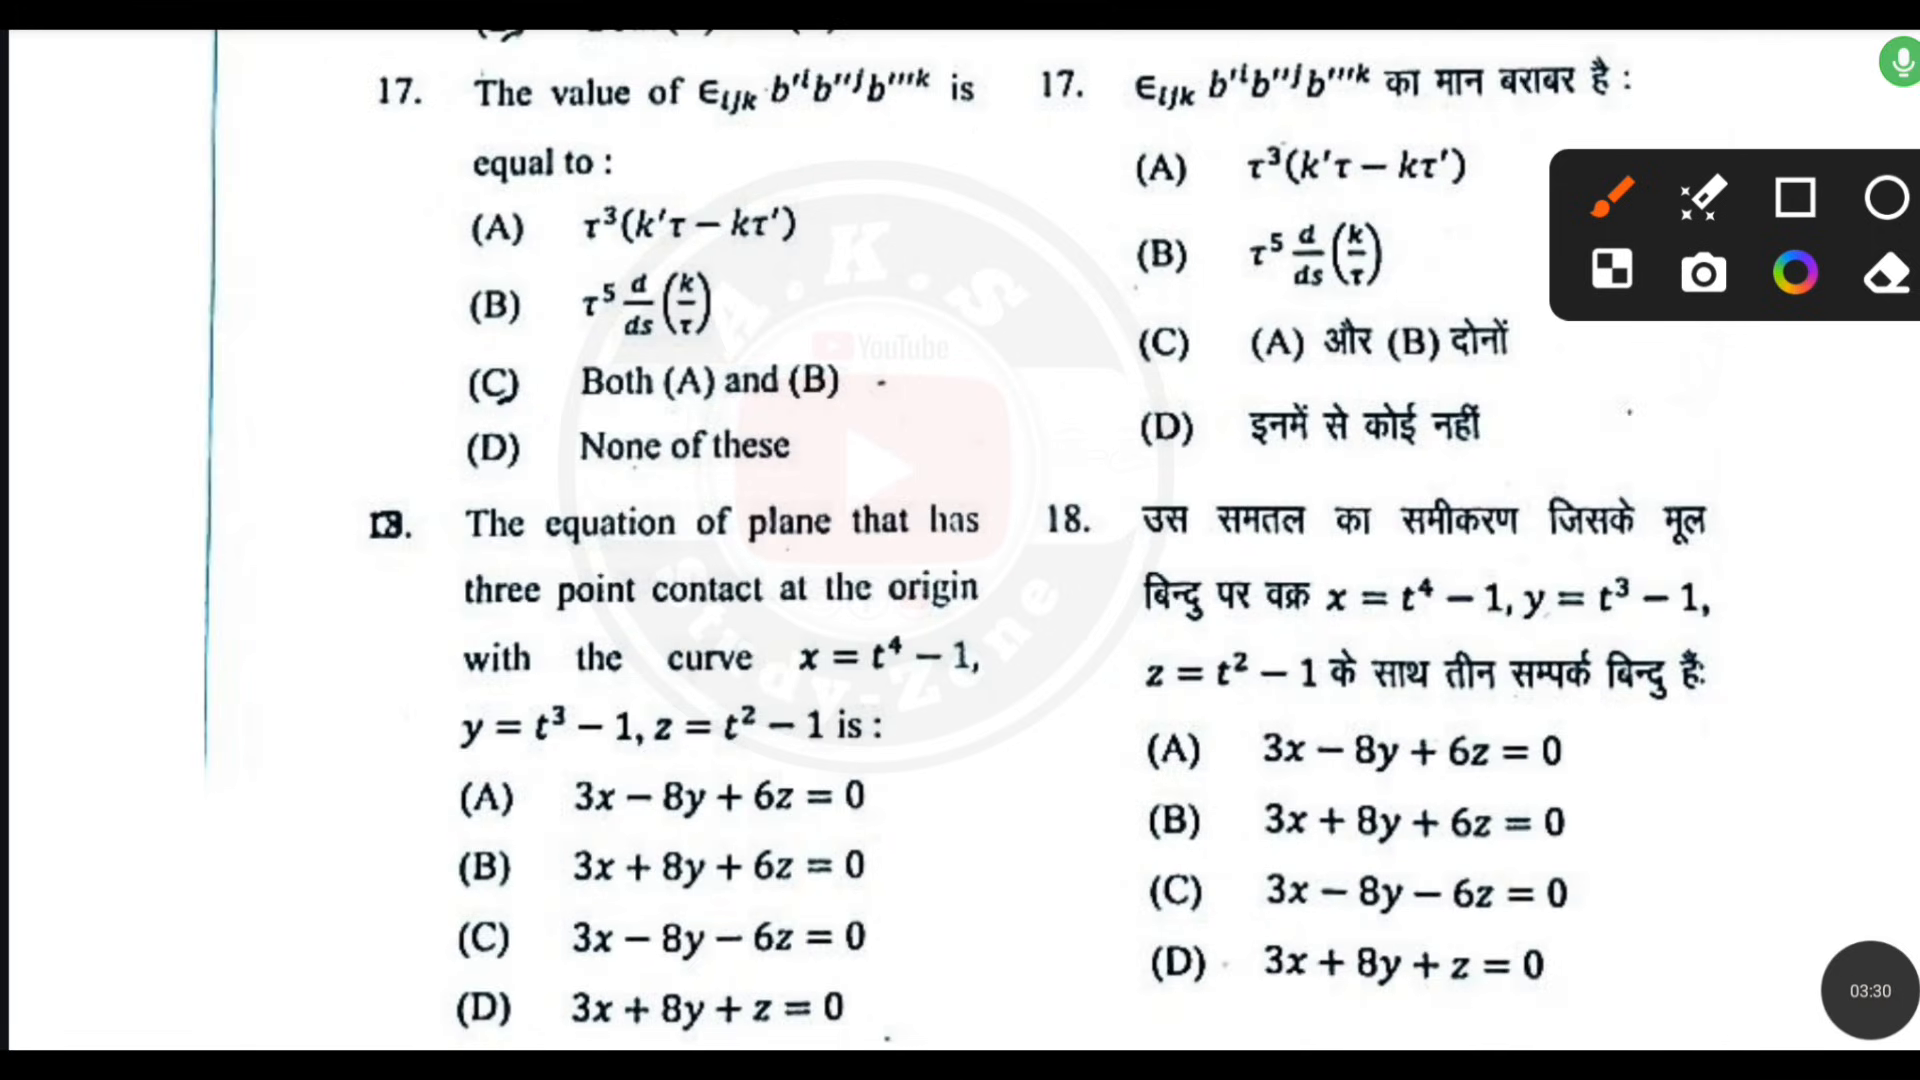 17. The value of ϵᵢⱼₖ b′ⁱb″ʲb‴ᵏ is
equal to :
(A) τ³(k′τ − kτ′)
(B) τ⁵ d/ds (k/τ)
(C) Both (A) and (B)
(D) None of these
18. The equation of plane that has
three point contact at the origin
with the curve x = t⁴ − 1,
y = t³ − 1, z = t² − 1 is :
(A) 3x − 8y + 6z = 0
(B) 3x + 8y + 6z = 0
(C) 3x − 8y − 6z = 0
(D) 3x + 8y + z = 0
17. ϵᵢⱼₖ b′ⁱb″ʲb‴ᵏ का मान बराबर है :
(A) τ³(k′τ − kτ′)
(B) τ⁵ d/ds (k/τ)
(C) (A) और (B) दोनों
(D) इनमें से कोई नहीं
18. उस समतल का समीकरण जिसके मूल
बिन्दु पर वक्र x = t⁴ − 1, y = t³ − 1,
z = t² − 1 के साथ तीन सम्पर्क बिन्दु हैं:
(A) 3x − 8y + 6z = 0
(B) 3x + 8y + 6z = 0
(C) 3x − 8y − 6z = 0
(D) 3x + 8y + z = 0
A.K.S
YouTube
Study-Zone
03:30